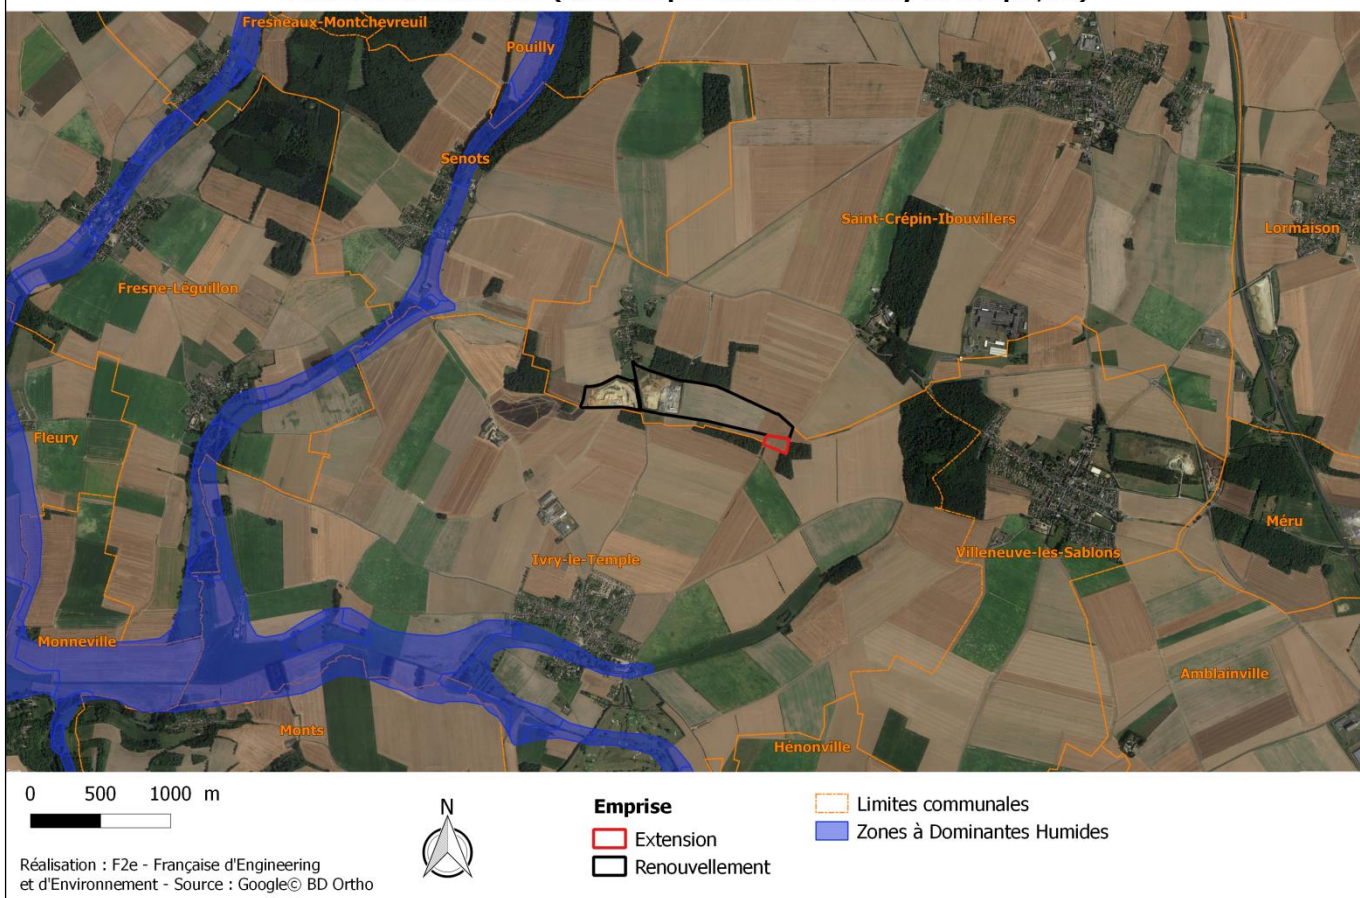 Fresneaux-Montchevreuil
Pouilly
Senots
Saint-Crépin-Ibouvillers
Lormaison
Fresne-Léguillon
Fleury
Méru
Ivry-le-Temple
Villeneuve-les-Sablons
Monneville
Amblainville
Monts
Hénonville
0 500 1000 m
N
Emprise
Extension
Renouvellement
Limites communales
Zones à Dominantes Humides
Réalisation : F2e - Française d'Engineering
et d'Environnement - Source : Google© BD Ortho